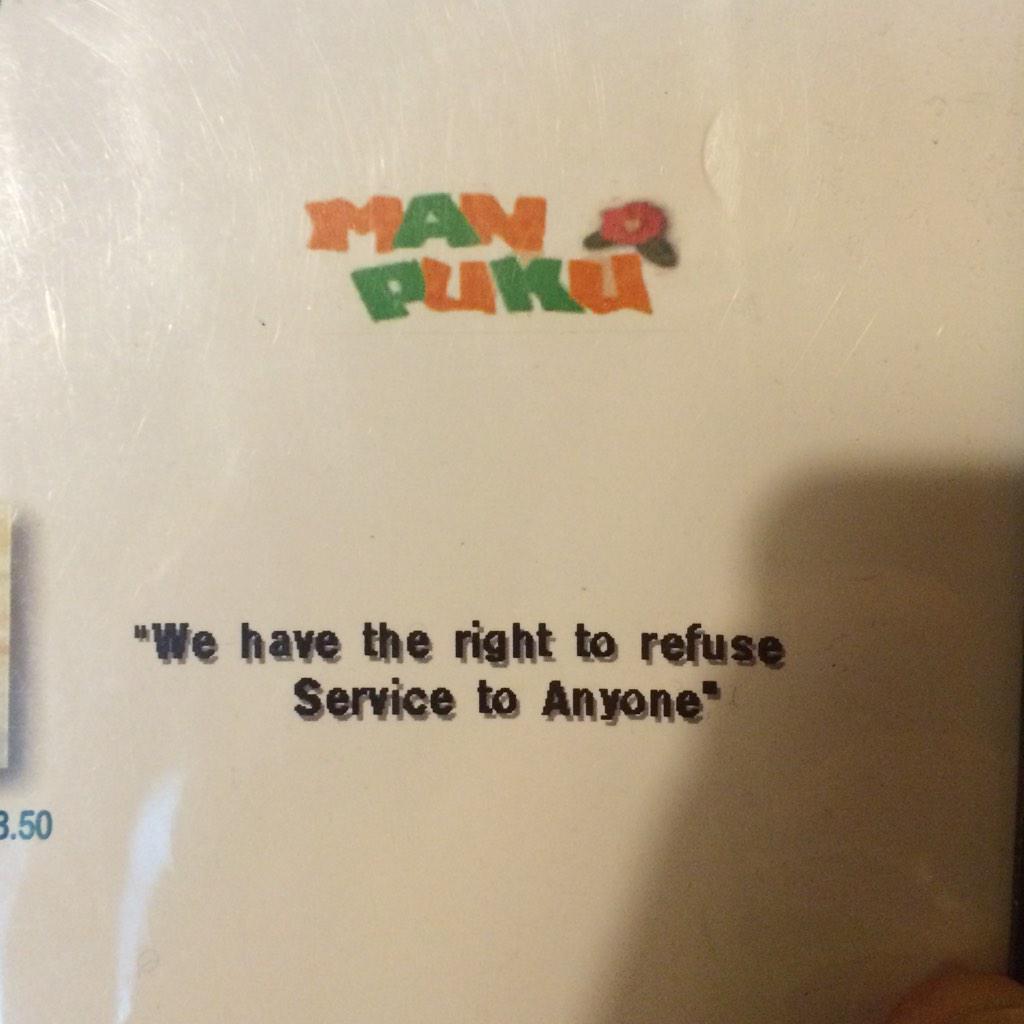 MAN
PUKU
"We have the right to refuse
Service to Anyone"
3.50